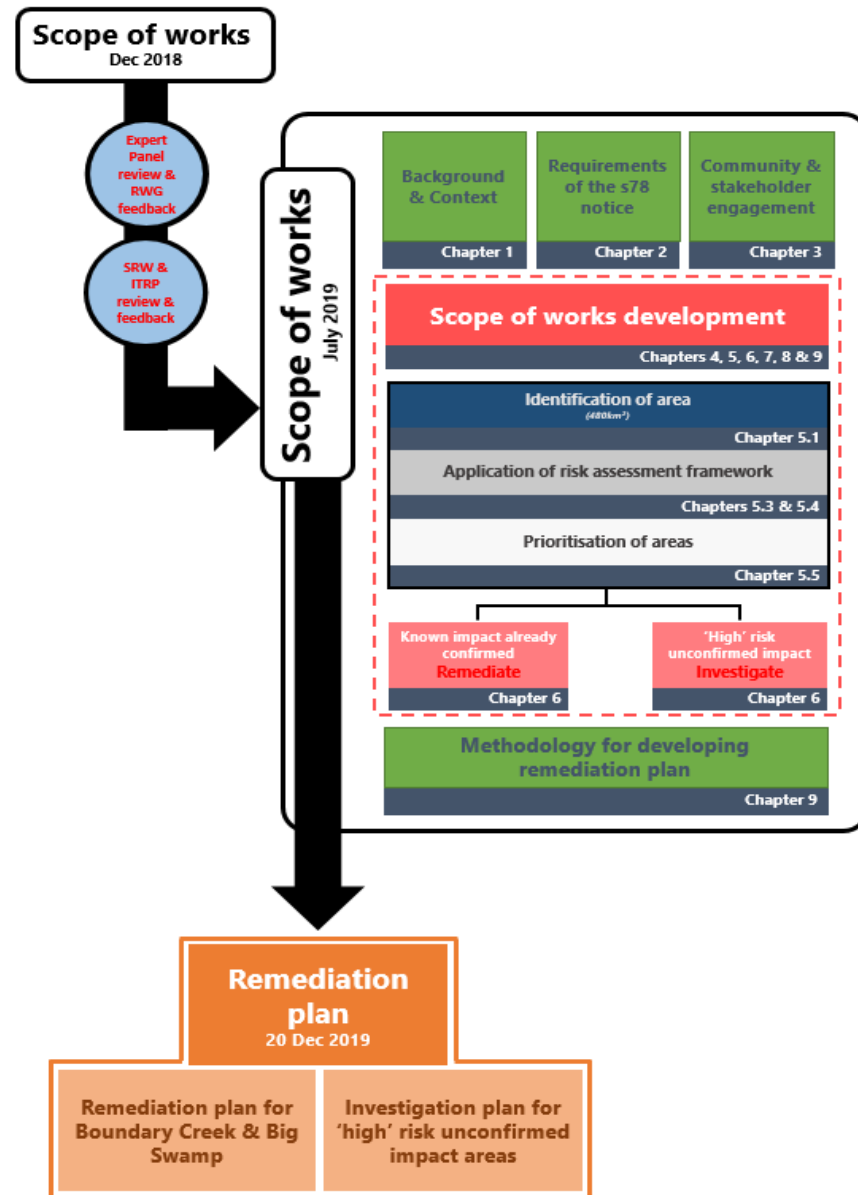 Scope of works
Dec 2018
Expert
Panel
review &
RWG
feedback
SRW &
ITRP
review &
feedback
Scope of works
July 2019
Background
& Context
Chapter 1
Requirements
of the s78
notice
Chapter 2
Community &
stakeholder
engagement
Chapter 3
Scope of works development
Chapters 4, 5, 6, 7, 8 & 9
Identification of area
(480km²)
Chapter 5.1
Application of risk assessment framework
Chapters 5.3 & 5.4
Prioritisation of areas
Chapter 5.5
Known impact already
confirmed
Remediate
Chapter 6
‘High’ risk
unconfirmed impact
Investigate
Chapter 6
Methodology for developing
remediation plan
Chapter 9
Remediation
plan
20 Dec 2019
Remediation plan for
Boundary Creek & Big
Swamp
Investigation plan for
‘high’ risk unconfirmed
impact areas